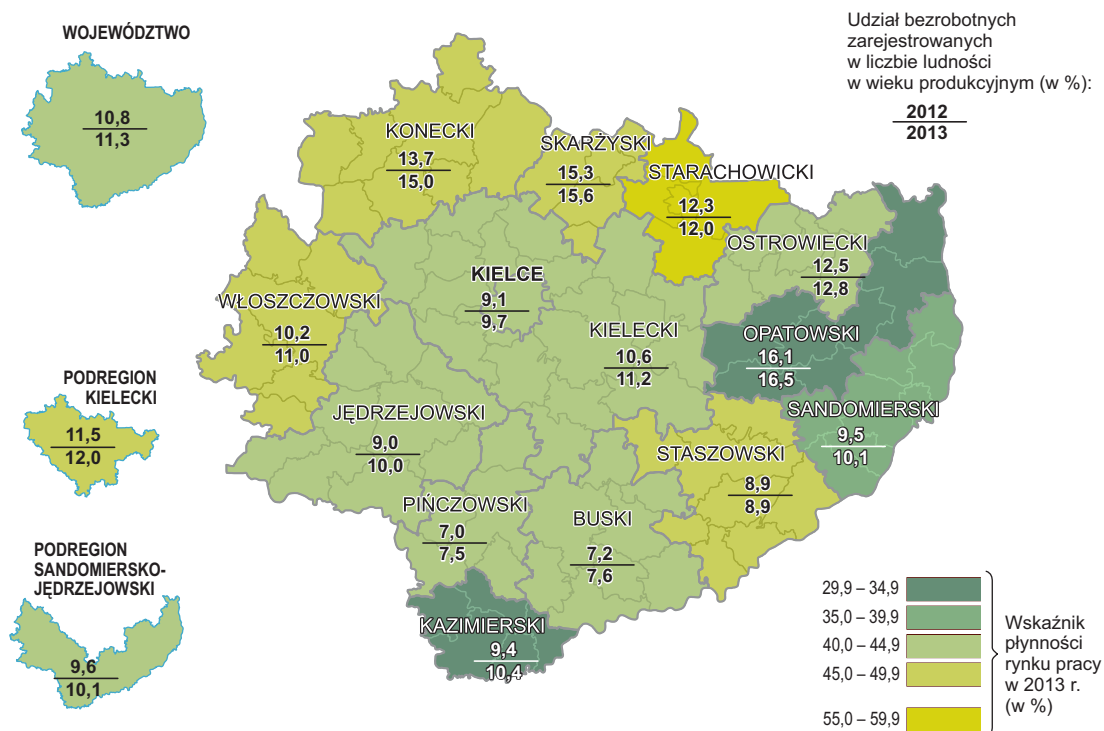 WOJEWÓDZTWO
10,8
11,3
Udział bezrobotnych
zarejestrowanych
w liczbie ludności
w wieku produkcyjnym (w %):
2012
2013
KONECKI
13,7
15,0
SKARŻYSKI
15,3
15,6
STARACHOWICKI
12,3
12,0
OSTROWIECKI
12,5
12,8
KIELCE
9,1
9,7
WŁOSZCZOWSKI
10,2
11,0
KIELECKI
10,6
11,2
OPATOWSKI
16,1
16,5
PODREGION
KIELECKI
11,5
12,0
JĘDRZEJOWSKI
9,0
10,0
SANDOMIERSKI
9,5
10,1
STASZOWSKI
8,9
8,9
PIŃCZOWSKI
7,0
7,5
BUSKI
7,2
7,6
PODREGION
SANDOMIERSKO-
JĘDRZEJOWSKI
9,6
10,1
KAZIMIERSKI
9,4
10,4
29,9 – 34,9
35,0 – 39,9
40,0 – 44,9
45,0 – 49,9
55,0 – 59,9
Wskaźnik
płynności
rynku pracy
w 2013 r.
(w %)